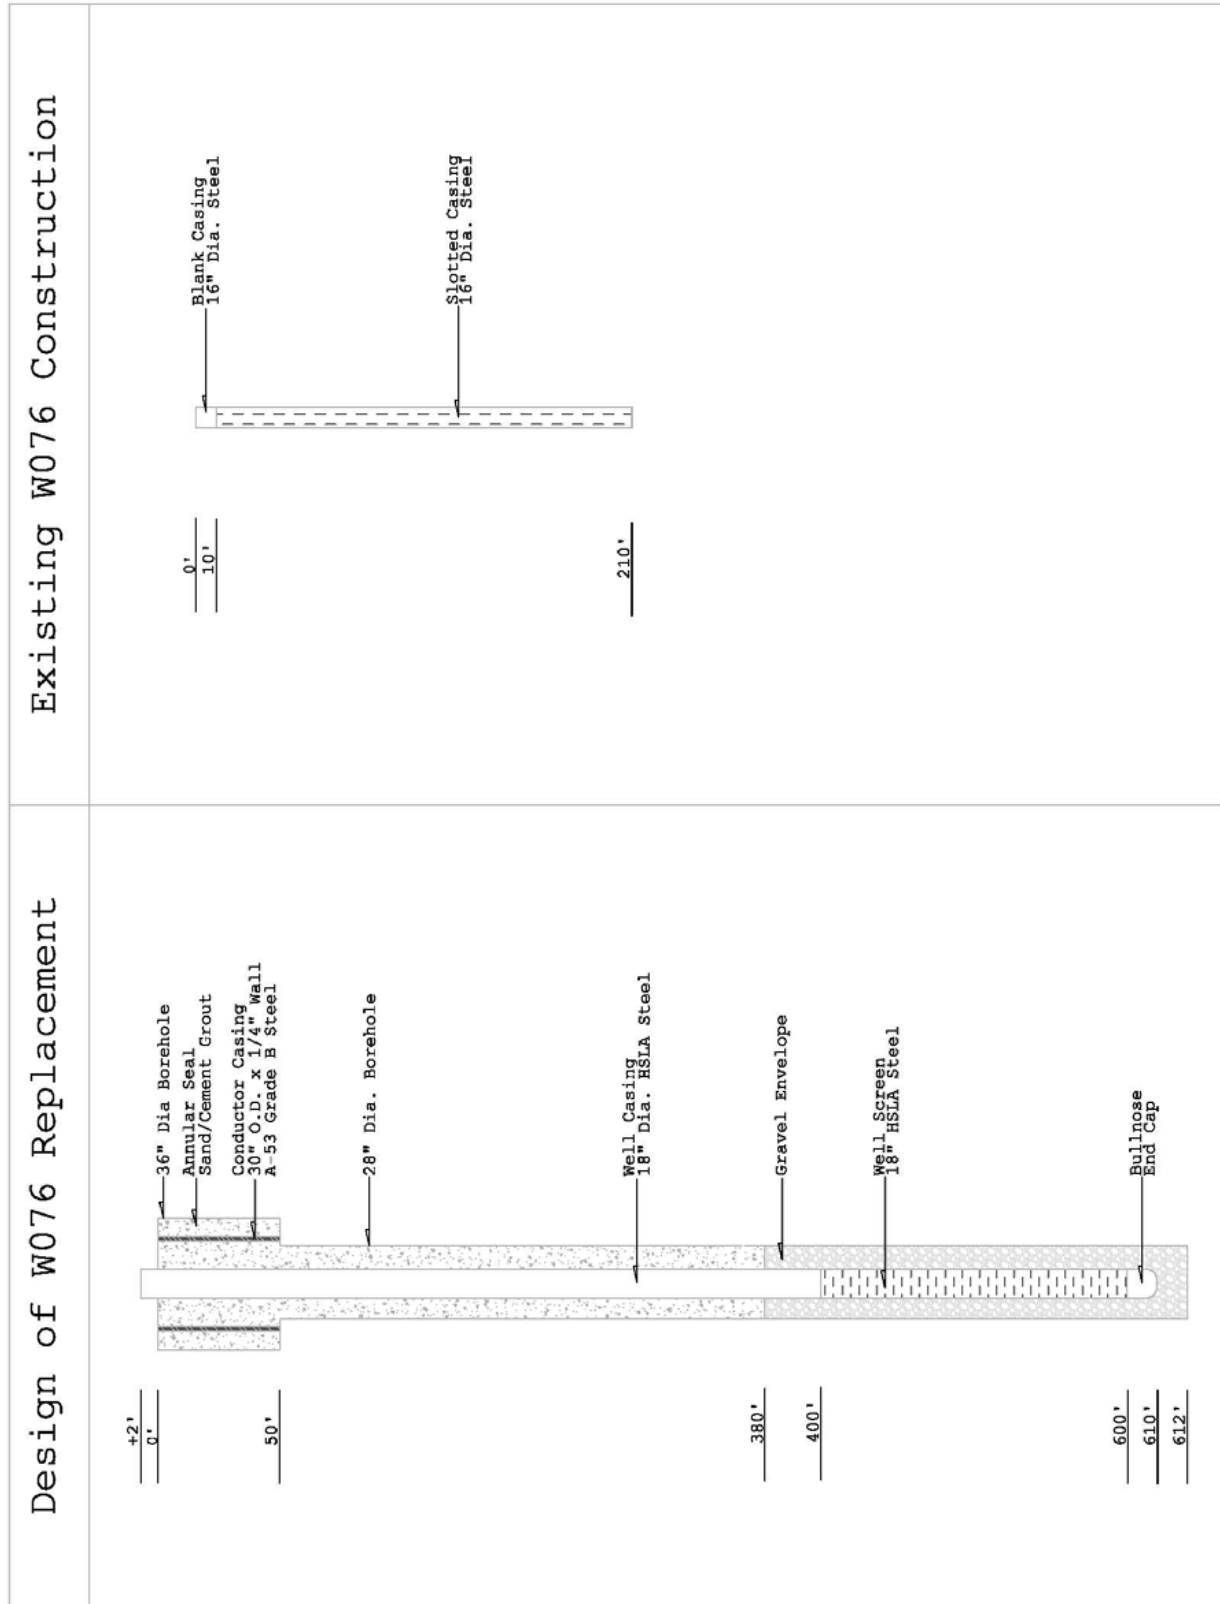 Design of W076 Replacement
+2'
0'
50'
380'
400'
600'
610'
612'
36" Dia Borehole
Annular Seal
Sand/Cement Grout
Conductor Casing
30" O.D. x 1/4" Wall
A-53 Grade B Steel
28" Dia. Borehole
Well Casing
18" Dia. HSLA Steel
Gravel Envelope
Well Screen
18" HSLA Steel
Bullnose
End Cap
Existing W076 Construction
0'
10'
210'
Blank Casing
16" Dia. Steel
Slotted Casing
16" Dia. Steel